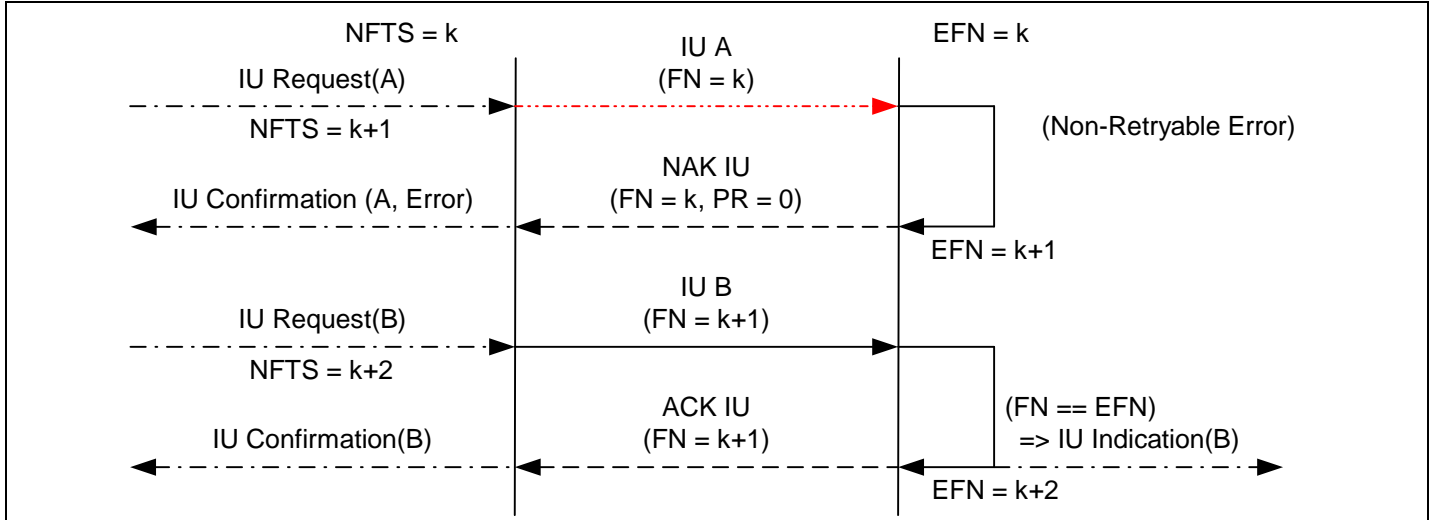 NFTS = k
EFN = k
IU A
(FN = k)
IU Request(A)
NFTS = k+1
(Non-Retryable Error)
NAK IU
(FN = k, PR = 0)
IU Confirmation (A, Error)
EFN = k+1
IU B
(FN = k+1)
IU Request(B)
NFTS = k+2
ACK IU
(FN = k+1)
(FN == EFN)
=> IU Indication(B)
IU Confirmation(B)
EFN = k+2